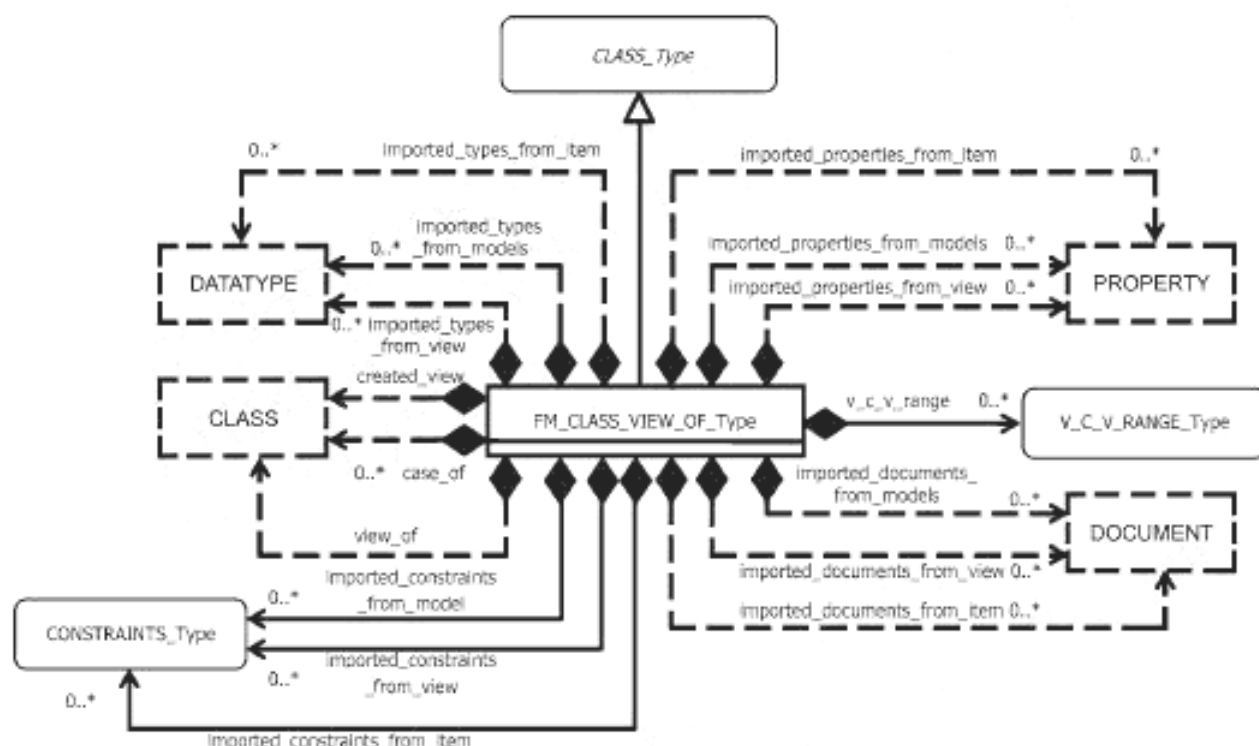 CLASS_Type
0..* imported_types_from_item
imported_properties_from_item 0..*
imported_types
0..* _from_models
imported_properties_from_models 0..*
DATATYPE
PROPERTY
imported_properties_from_view 0..*
0..* imported_types
_from_view
created_view
CLASS
FM_CLASS_VIEW_OF_Type
v_c_v_range 0..*
V_C_V_RANGE_Type
0..* case_of
imported_documents_
from_models 0..*
view_of
DOCUMENT
imported_constraints
imported_documents_from_view 0..*
0..* _from_model
imported_documents_from_item 0..*
CONSTRAINTS_Type
imported_constraints
0..* _from_view
0..*
imported_constraints_from_item